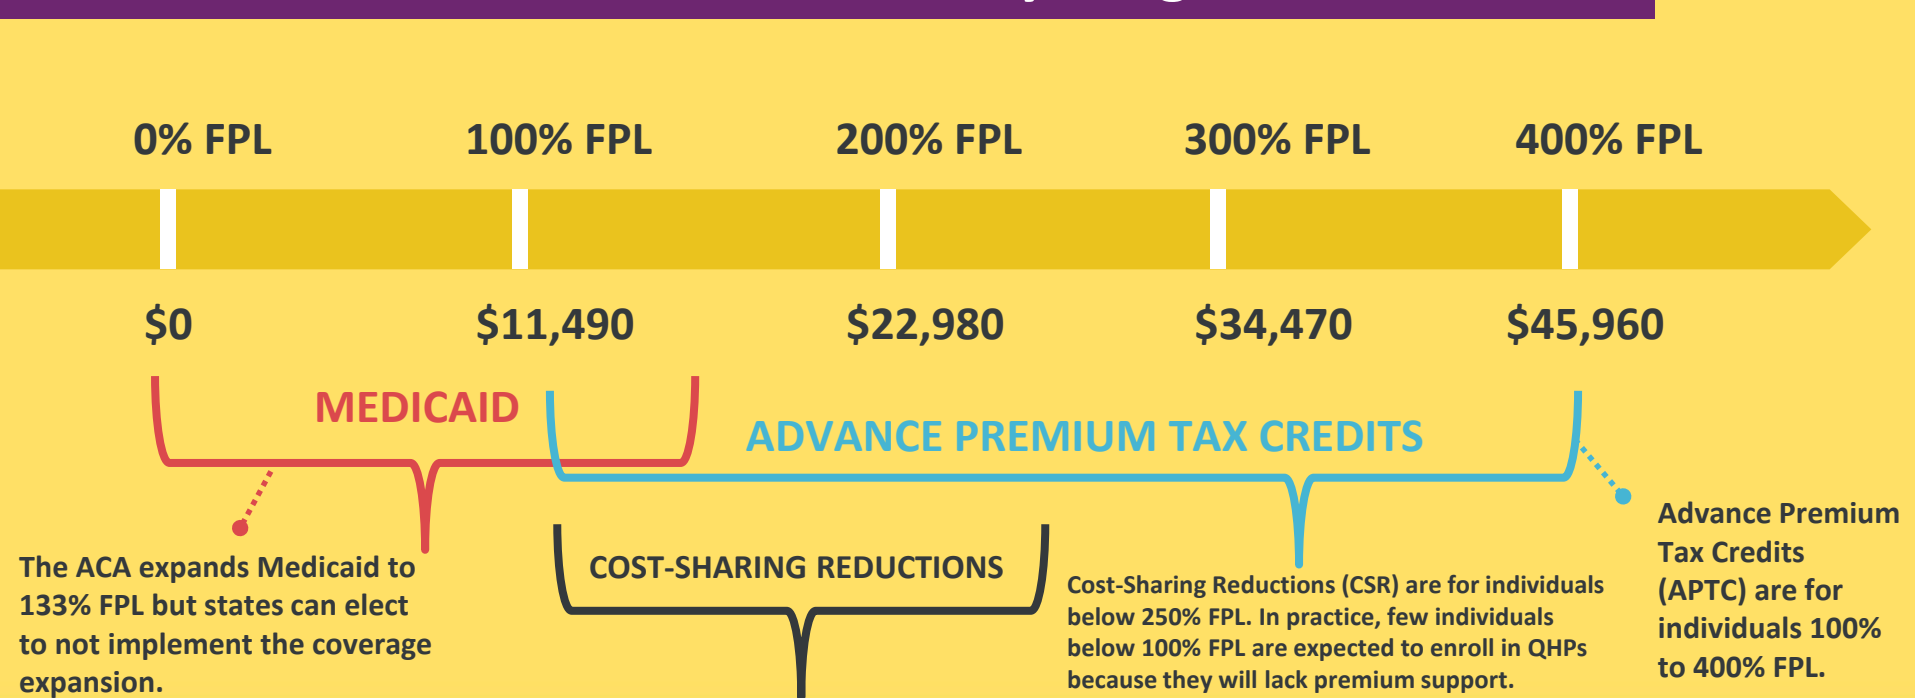 0% FPL
100% FPL
200% FPL
300% FPL
400% FPL
$0
$11,490
$22,980
$34,470
$45,960
MEDICAID
ADVANCE PREMIUM TAX CREDITS
The ACA expands Medicaid to
133% FPL but states can elect
to not implement the coverage
expansion.
COST-SHARING REDUCTIONS
Cost-Sharing Reductions (CSR) are for individuals
below 250% FPL. In practice, few individuals
below 100% FPL are expected to enroll in QHPs
because they will lack premium support.
Advance Premium
Tax Credits
(APTC) are for
individuals 100%
to 400% FPL.